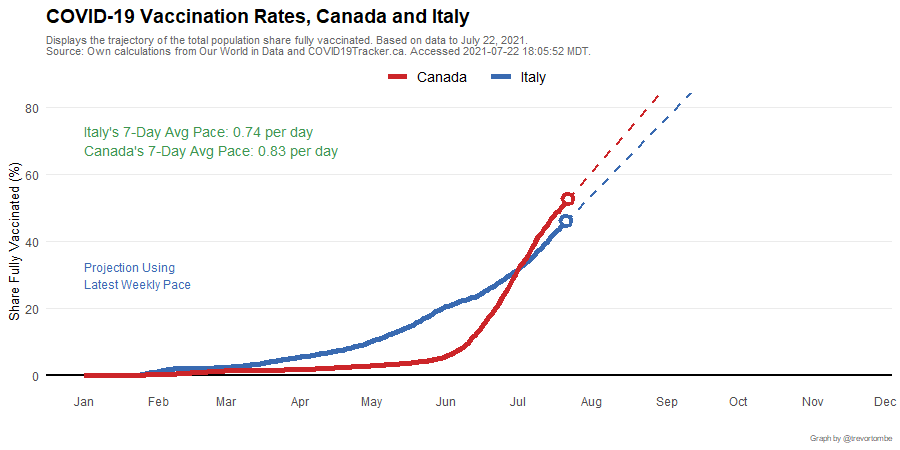 COVID-19 Vaccination Rates, Canada and Italy
Displays the trajectory of the total population share fully vaccinated. Based on data to July 22, 2021.
Source: Own calculations from Our World in Data and COVID19Tracker.ca. Accessed 2021-07-22 18:05:52 MDT.
Canada Italy
Italy's 7-Day Avg Pace: 0.74 per day
Canada's 7-Day Avg Pace: 0.83 per day
Projection Using
Latest Weekly Pace
Share Fully Vaccinated (%)
80
60
40
20
0
Jan Feb Mar Apr May Jun Jul Aug Sep Oct Nov Dec
Graph by @trevortombe